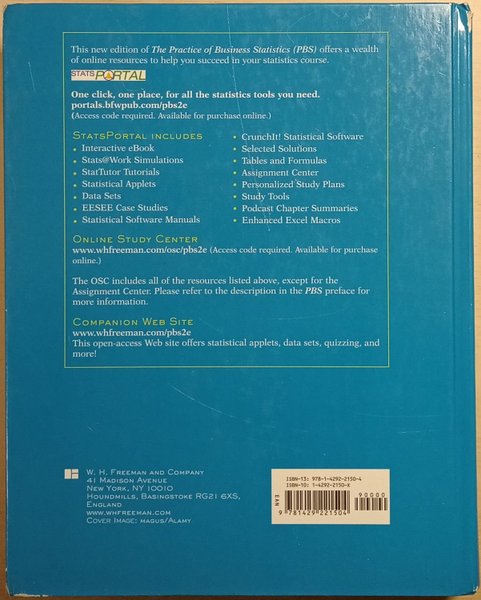 This new edition of The Practice of Business Statistics (PBS) offers a wealth
of online resources to help you succeed in your statistics course.
STATSPORTAL
One click, one place, for all the statistics tools you need.
portals.bfwpub.com/pbs2e
(Access code required. Available for purchase online.)
STATSPORTAL INCLUDES
• Interactive eBook
• Stats@Work Simulations
• StatTutor Tutorials
• Statistical Applets
• Data Sets
• EESEE Case Studies
• Statistical Software Manuals
• CrunchIt! Statistical Software
• Selected Solutions
• Tables and Formulas
• Assignment Center
• Personalized Study Plans
• Study Tools
• Podcast Chapter Summaries
• Enhanced Excel Macros
ONLINE STUDY CENTER
www.whfreeman.com/osc/pbs2e (Access code required. Available for purchase
online.)
The OSC includes all of the resources listed above, except for the
Assignment Center. Please refer to the description in the PBS preface for
more information.
COMPANION WEB SITE
www.whfreeman.com/pbs2e
This open-access Web site offers statistical applets, data sets, quizzing, and
more!
W. H. FREEMAN AND COMPANY
41 MADISON AVENUE
NEW YORK, NY 10010
HOUNDMILLS, BASINGSTOKE RG21 6XS,
ENGLAND
WWW.WHFREEMAN.COM
COVER IMAGE: MAGUS/ALAMY
ISBN-13: 978-1-4292-2150-4
ISBN-10: 1-4292-2150-X
90000
EAN
9 781429 221504